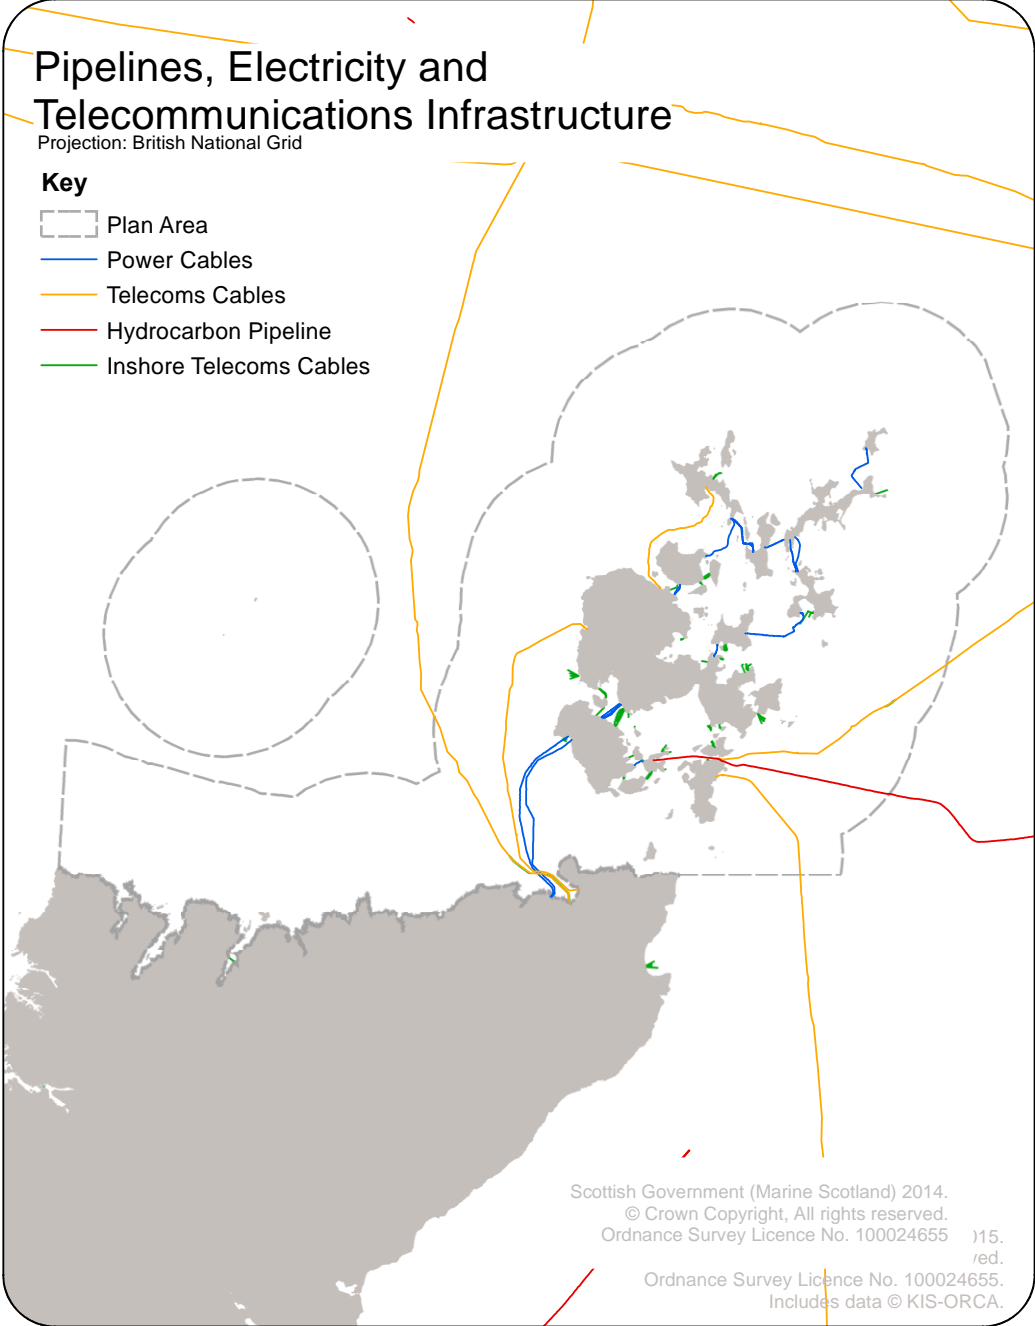 Pipelines, Electricity and
Telecommunications Infrastructure
Projection: British National Grid
Key
Plan Area
Power Cables
Telecoms Cables
Hydrocarbon Pipeline
Inshore Telecoms Cables
Scottish Government (Marine Scotland) 2014.
© Crown Copyright, All rights reserved.
Ordnance Survey Licence No. 100024655
15.
ed.
Ordnance Survey Licence No. 100024655.
Includes data © KIS-ORCA.